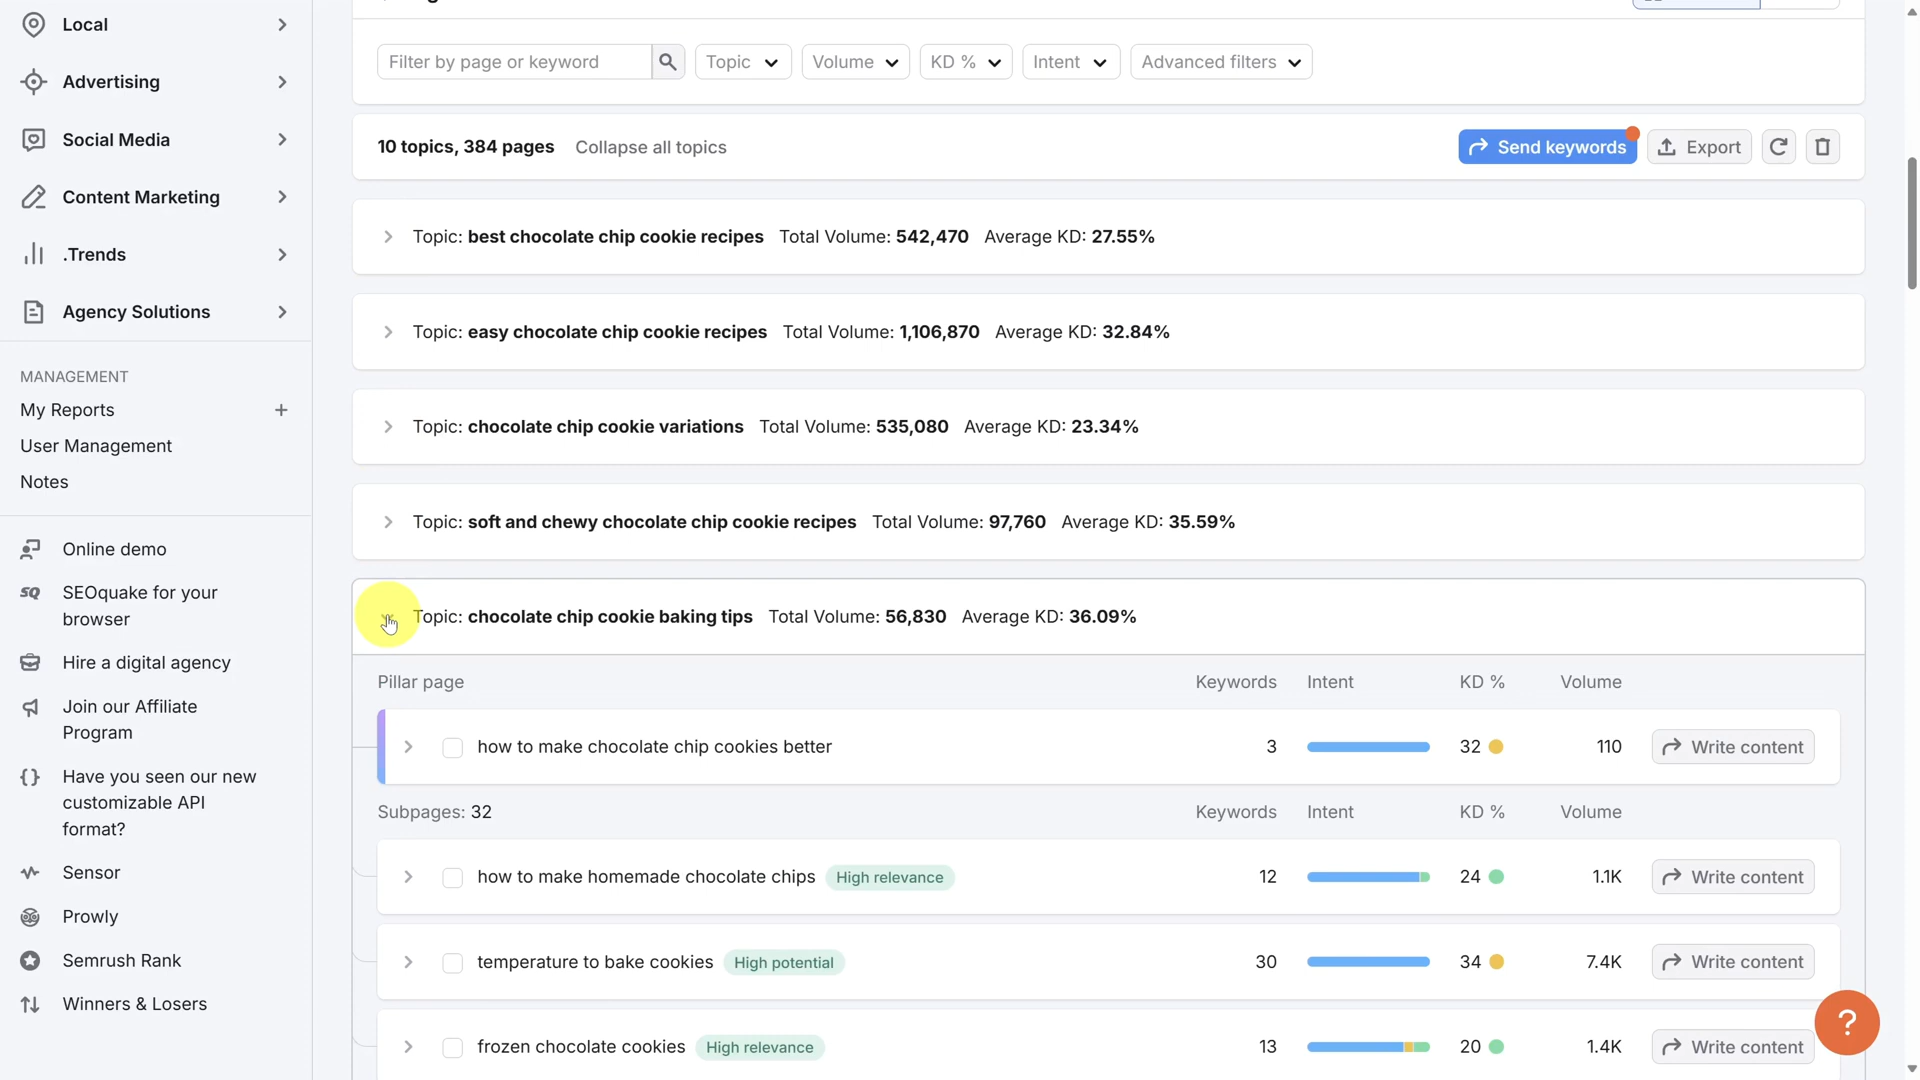 Local
Advertising
Social Media
Content Marketing
.Trends
Agency Solutions
MANAGEMENT
My Reports +
User Management
Notes
Online demo
SEOquake for your
browser
Hire a digital agency
Join our Affiliate
Program
Have you seen our new
customizable API
format?
Sensor
Prowly
Semrush Rank
Winners & Losers
Filter by page or keyword
Topic
Volume
KD %
Intent
Advanced filters
10 topics, 384 pages
Collapse all topics
Send keywords
Export
Topic: best chocolate chip cookie recipes Total Volume: 542,470 Average KD: 27.55%
Topic: easy chocolate chip cookie recipes Total Volume: 1,106,870 Average KD: 32.84%
Topic: chocolate chip cookie variations Total Volume: 535,080 Average KD: 23.34%
Topic: soft and chewy chocolate chip cookie recipes Total Volume: 97,760 Average KD: 35.59%
Topic: chocolate chip cookie baking tips Total Volume: 56,830 Average KD: 36.09%
Pillar page Keywords Intent KD % Volume
how to make chocolate chip cookies better 3 32 110 Write content
Subpages: 32 Keywords Intent KD % Volume
how to make homemade chocolate chips High relevance 12 24 1.1K Write content
temperature to bake cookies High potential 30 34 7.4K Write content
frozen chocolate cookies High relevance 13 20 1.4K Write content
?